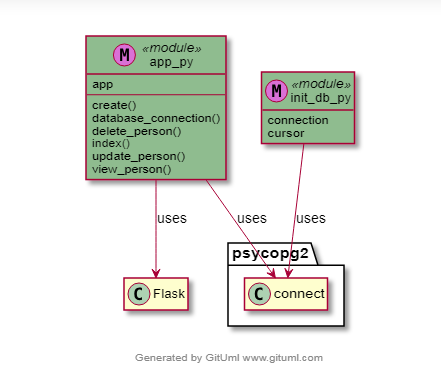 M «module»
app_py
app
create()
database_connection()
delete_person()
index()
update_person()
view_person()
M «module»
init_db_py
connection
cursor
uses
uses
uses
psycopg2
C Flask
C connect
Generated by GitUml www.gituml.com